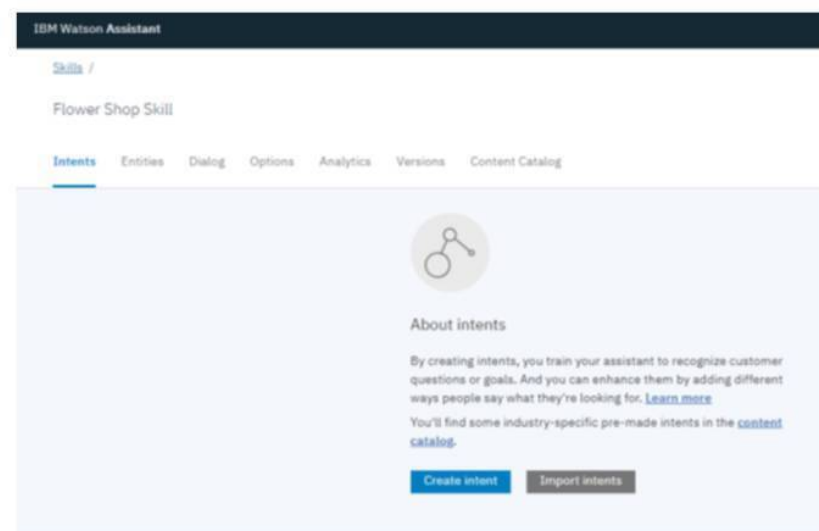 IBM Watson Assistant
Skills /
Flower Shop Skill
Intents Entities Dialog Options Analytics Versions Content Catalog
About intents
By creating intents, you train your assistant to recognize customer
questions or goals. And you can enhance them by adding different
ways people say what they're looking for. Learn more
You'll find some industry-specific pre-made intents in the content
catalog.
Create intent Import intents